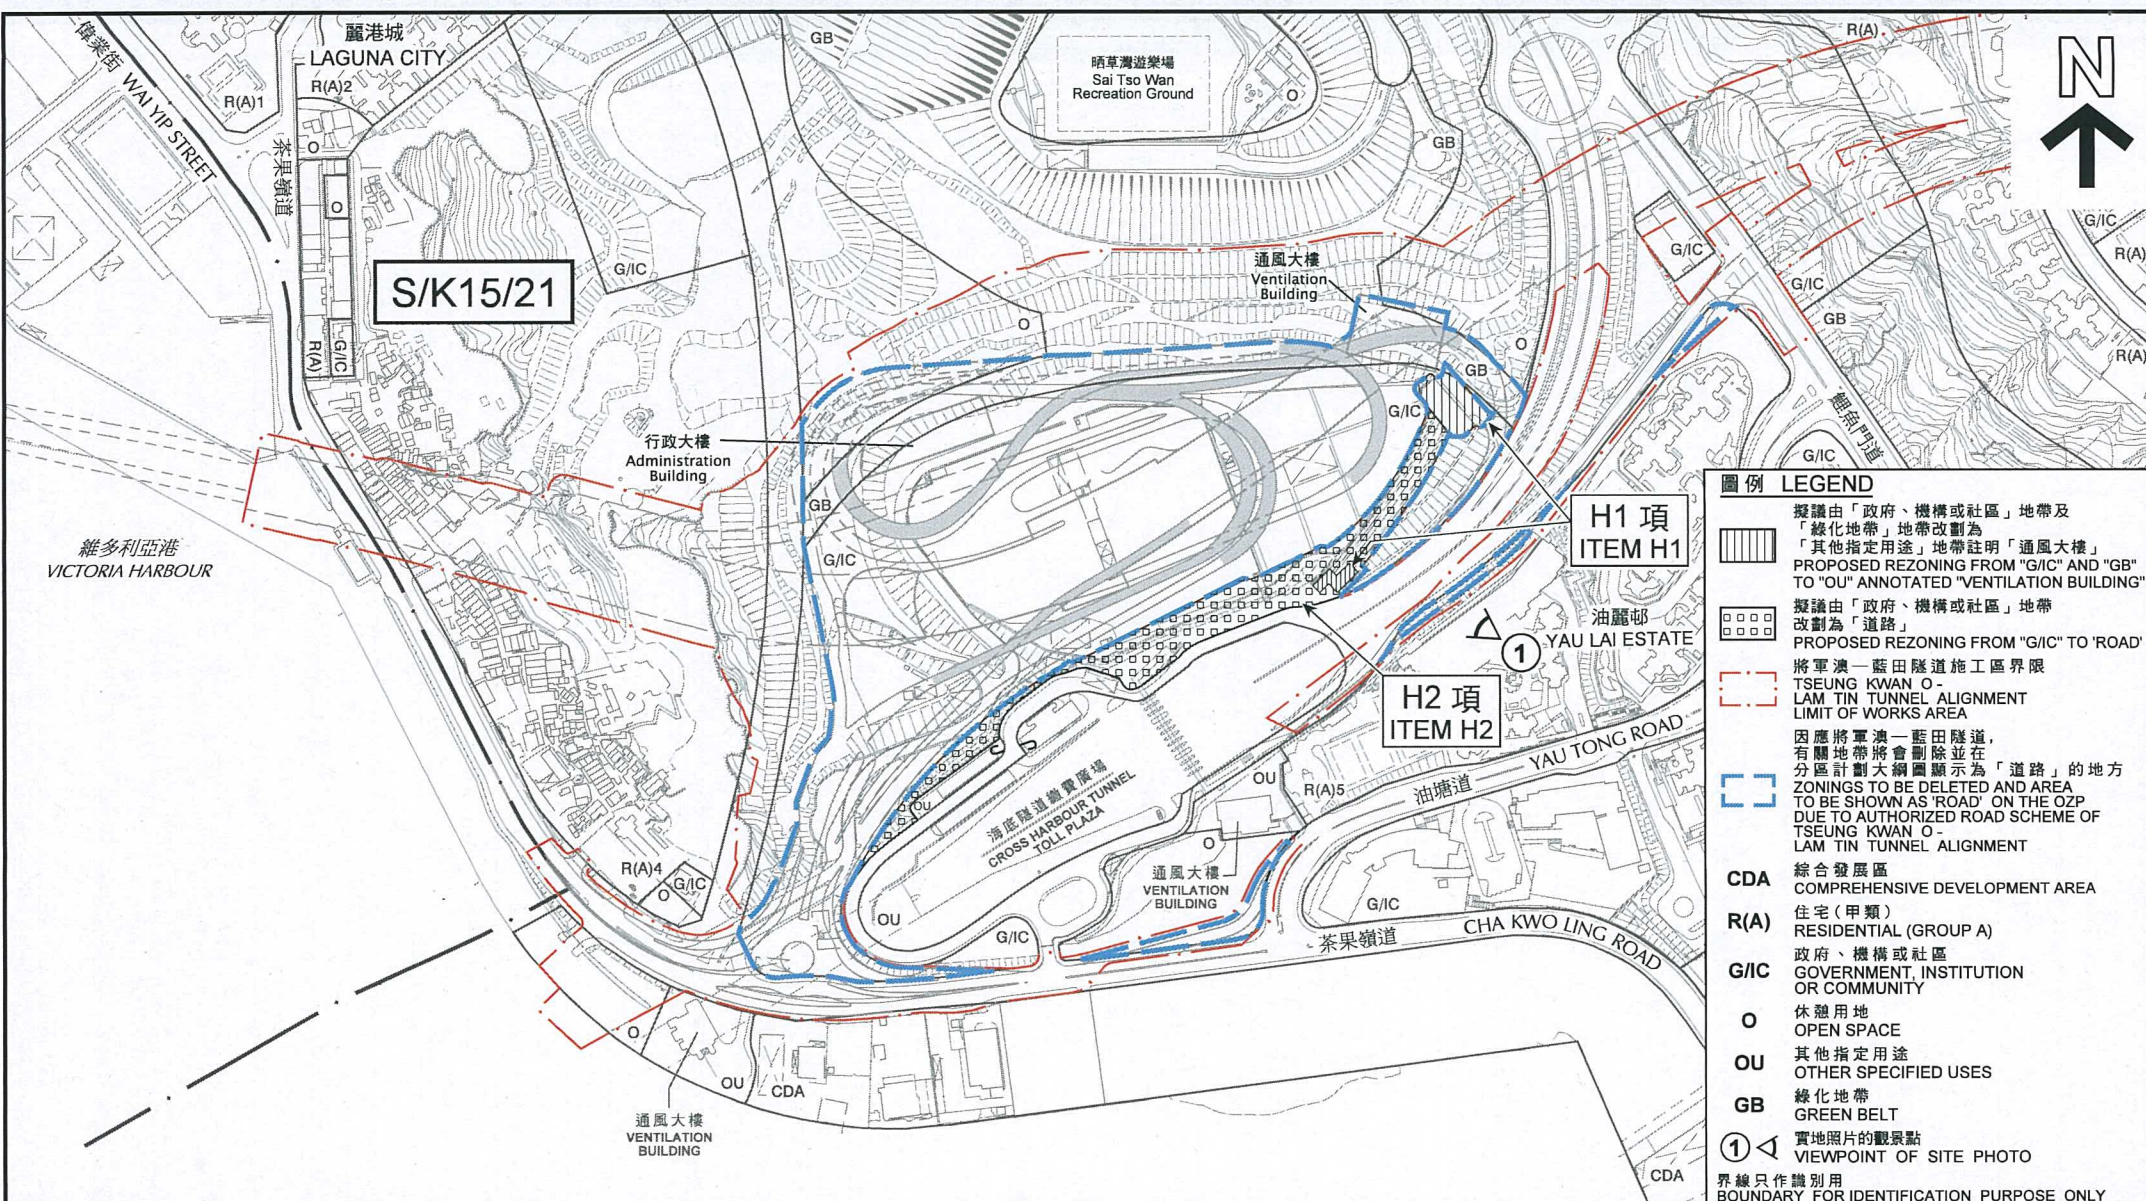 麗港城
LAGUNA CITY
偉業街 WAI YIP STREET
R(A)1
R(A)2
O
茶果嶺道
O
R(A)
G/IC
S/K15/21
G/IC
GB
晒草灣遊樂場
Sai Tso Wan
Recreation Ground
O
GB
R(A)
N
G/IC
G/IC
R(A)
G/IC
GB
R(A)
通風大樓
Ventilation
Building
O
O
GB
G/IC
鯉魚門道
G/IC
行政大樓
Administration
Building
GB
G/IC
維多利亞港
VICTORIA HARBOUR
H1 項
ITEM H1
油麗邨
YAU LAI ESTATE
1
H2 項
ITEM H2
海底隧道繳費廣場
CROSS HARBOUR TUNNEL
TOLL PLAZA
OU
OU
R(A)5
油塘道
YAU TONG ROAD
O
通風大樓
VENTILATION
BUILDING
R(A)4
O
G/IC
OU
G/IC
G/IC
茶果嶺道
CHA KWO LING ROAD
O
OU
CDA
通風大樓
VENTILATION
BUILDING
CDA
圖例 LEGEND
擬議由「政府、機構或社區」地帶及
「綠化地帶」地帶改劃為
「其他指定用途」地帶註明「通風大樓」
PROPOSED REZONING FROM "G/IC" AND "GB"
TO "OU" ANNOTATED "VENTILATION BUILDING"
擬議由「政府、機構或社區」地帶
改劃為「道路」
PROPOSED REZONING FROM "G/IC" TO 'ROAD'
將軍澳－藍田隧道施工區界限
TSEUNG KWAN O -
LAM TIN TUNNEL ALIGNMENT
LIMIT OF WORKS AREA
因應將軍澳－藍田隧道，
有關地帶將會刪除並在
分區計劃大綱圖顯示為「道路」的地方
ZONINGS TO BE DELETED AND AREA
TO BE SHOWN AS 'ROAD' ON THE OZP
DUE TO AUTHORIZED ROAD SCHEME OF
TSEUNG KWAN O -
LAM TIN TUNNEL ALIGNMENT
CDA 綜合發展區
COMPREHENSIVE DEVELOPMENT AREA
R(A) 住宅（甲類）
RESIDENTIAL (GROUP A)
G/IC 政府、機構或社區
GOVERNMENT, INSTITUTION
OR COMMUNITY
O 休憩用地
OPEN SPACE
OU 其他指定用途
OTHER SPECIFIED USES
GB 綠化地帶
GREEN BELT
1 實地照片的觀景點
VIEWPOINT OF SITE PHOTO
界線只作識別用
BOUNDARY FOR IDENTIFICATION PURPOSE ONLY